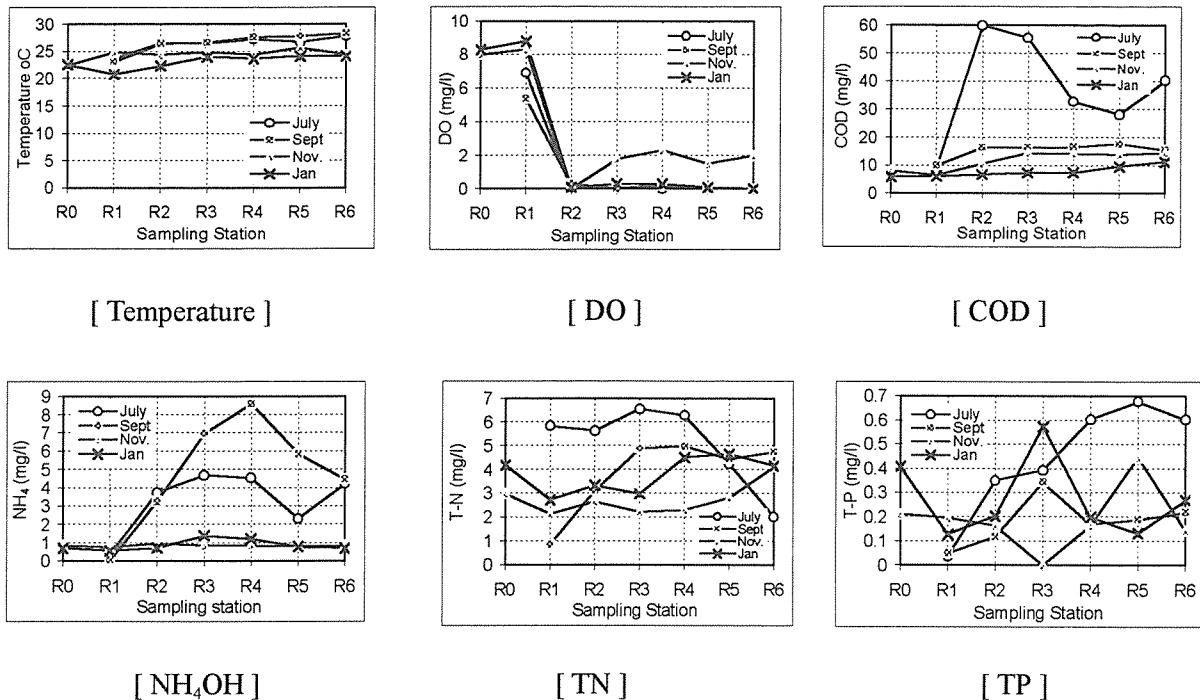 Temperature oC
30
25
20
15
10
5
0
July
Sept
Nov.
Jan
R0 R1 R2 R3 R4 R5 R6
Sampling Station
[ Temperature ]
DO (mg/l)
10
8
6
4
2
0
July
Sept
Nov.
Jan
R0 R1 R2 R3 R4 R5 R6
Sampling Station
[ DO ]
COD (mg/l)
60
50
40
30
20
10
0
July
Sept
Nov.
Jan
R0 R1 R2 R3 R4 R5 R6
Sampling Station
[ COD ]
NH₄ (mg/l)
9
8
7
6
5
4
3
2
1
0
July
Sept
Nov.
Jan
R0 R1 R2 R3 R4 R5 R6
Sampling station
[ NH₄OH ]
T-N (mg/l)
7
6
5
4
3
2
1
0
July
Sept
Nov.
Jan
R0 R1 R2 R3 R4 R5 R6
Sampling Station
[ TN ]
T-P (mg/l)
0.7
0.6
0.5
0.4
0.3
0.2
0.1
0
July
Sept
Nov.
Jan
R0 R1 R2 R3 R4 R5 R6
Sampling Station
[ TP ]